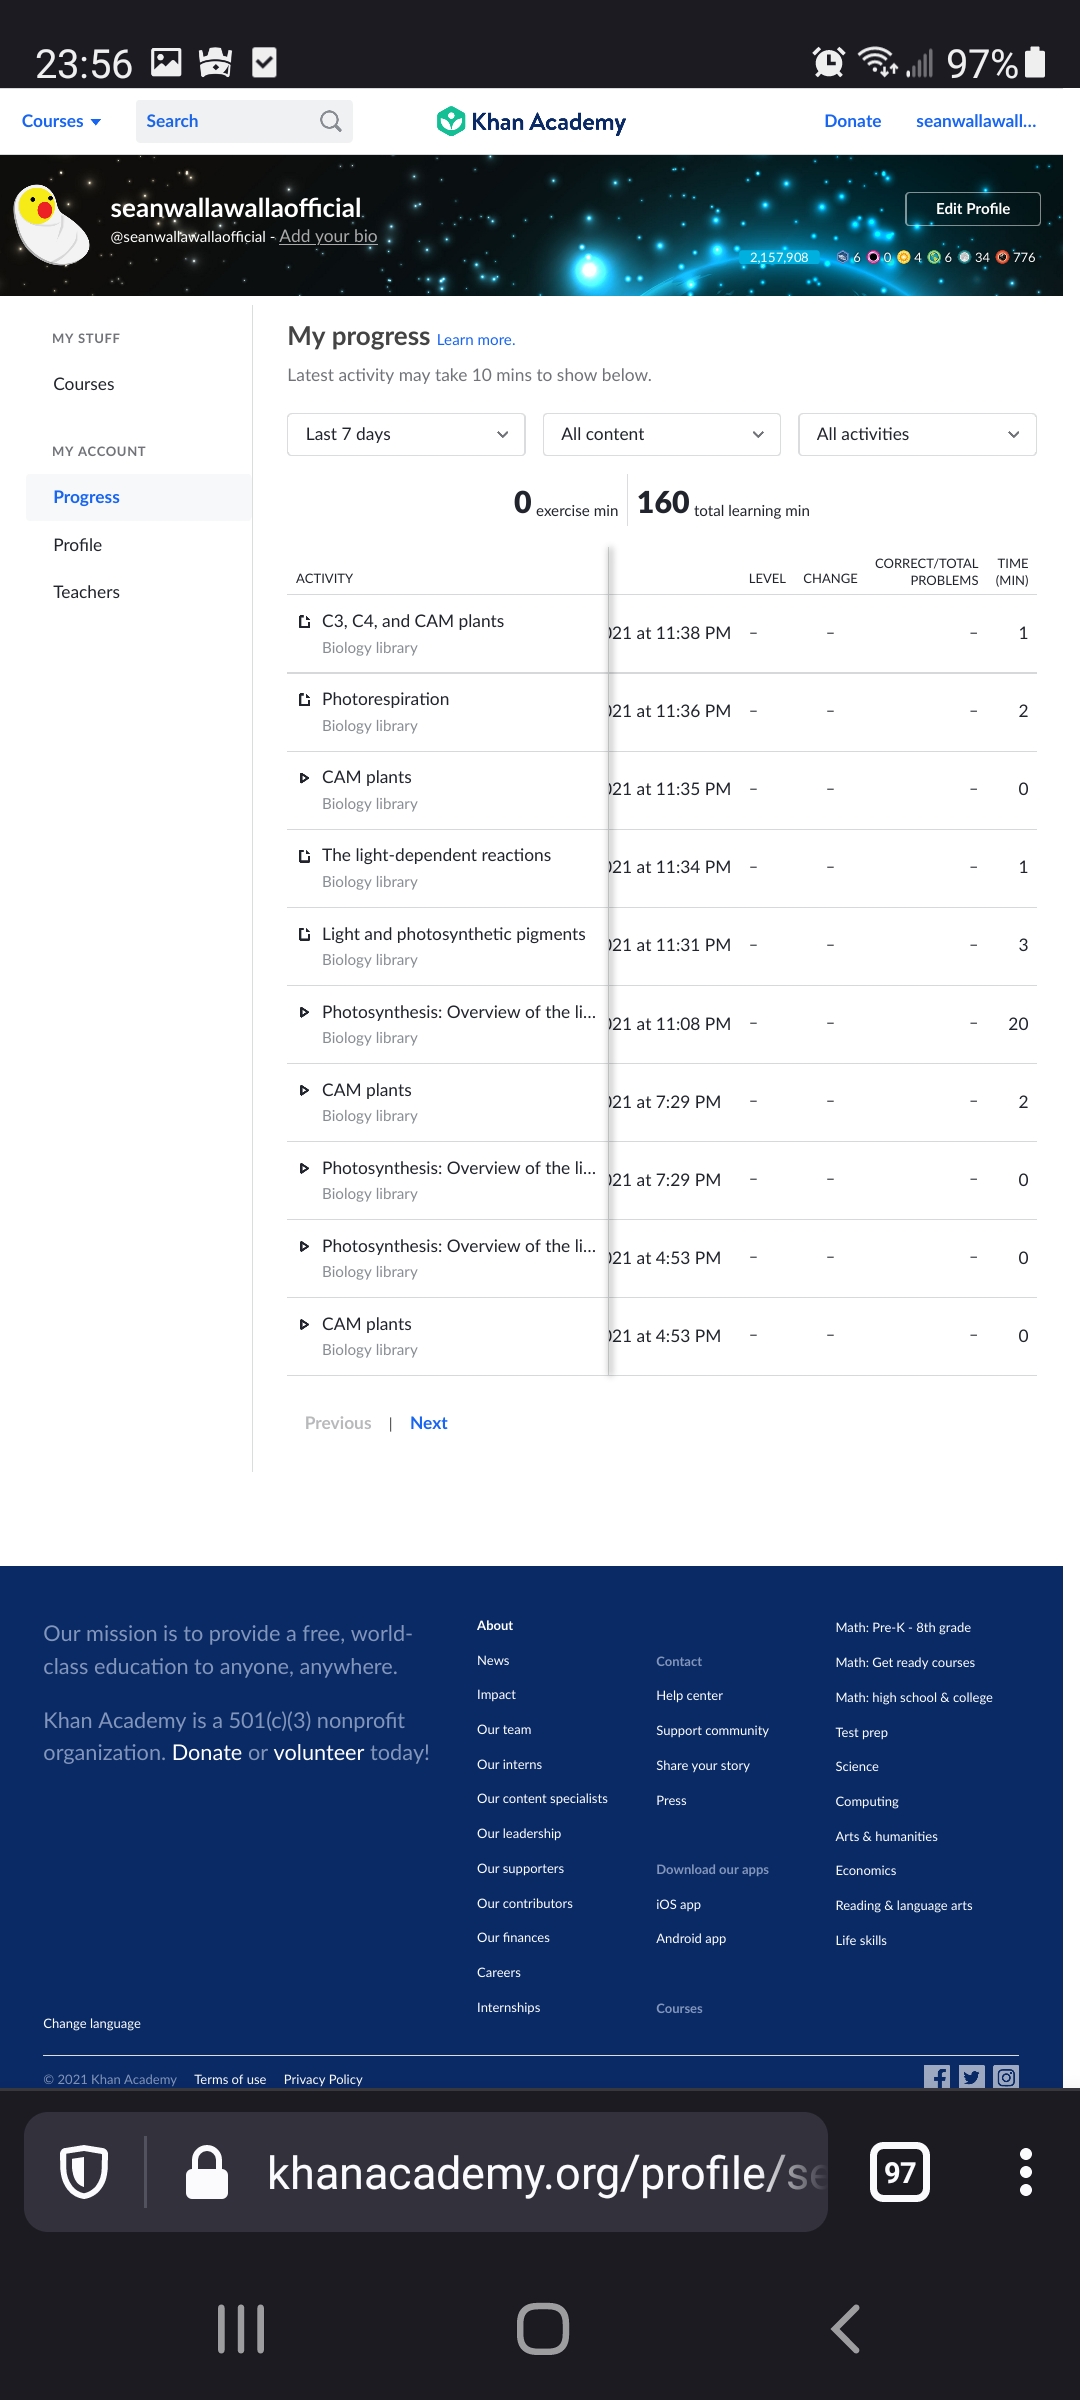 23:56 97%
Courses Search Khan Academy Donate seanwallawall...
seanwallawallaofficial
@seanwallawallaofficial - Add your bio
Edit Profile
2,157,908 6 0 4 6 34 776
MY STUFF
Courses
MY ACCOUNT
Progress
Profile
Teachers
My progress Learn more.
Latest activity may take 10 mins to show below.
Last 7 days All content All activities
0 exercise min 160 total learning min
ACTIVITY LEVEL CHANGE CORRECT/TOTAL PROBLEMS TIME (MIN)
C3, C4, and CAM plants
Biology library
021 at 11:38 PM – – – 1
Photorespiration
Biology library
021 at 11:36 PM – – – 2
CAM plants
Biology library
021 at 11:35 PM – – – 0
The light-dependent reactions
Biology library
021 at 11:34 PM – – – 1
Light and photosynthetic pigments
Biology library
021 at 11:31 PM – – – 3
Photosynthesis: Overview of the li...
Biology library
021 at 11:08 PM – – – 20
CAM plants
Biology library
021 at 7:29 PM – – – 2
Photosynthesis: Overview of the li...
Biology library
021 at 7:29 PM – – – 0
Photosynthesis: Overview of the li...
Biology library
021 at 4:53 PM – – – 0
CAM plants
Biology library
021 at 4:53 PM – – – 0
Previous | Next
Our mission is to provide a free, world-
class education to anyone, anywhere.
Khan Academy is a 501(c)(3) nonprofit
organization. Donate or volunteer today!
About
News
Impact
Our team
Our interns
Our content specialists
Our leadership
Our supporters
Our contributors
Our finances
Careers
Internships
Contact
Help center
Support community
Share your story
Press
Download our apps
iOS app
Android app
Courses
Math: Pre-K - 8th grade
Math: Get ready courses
Math: high school & college
Test prep
Science
Computing
Arts & humanities
Economics
Reading & language arts
Life skills
Change language
© 2021 Khan Academy Terms of use Privacy Policy
khanacademy.org/profile/se
97